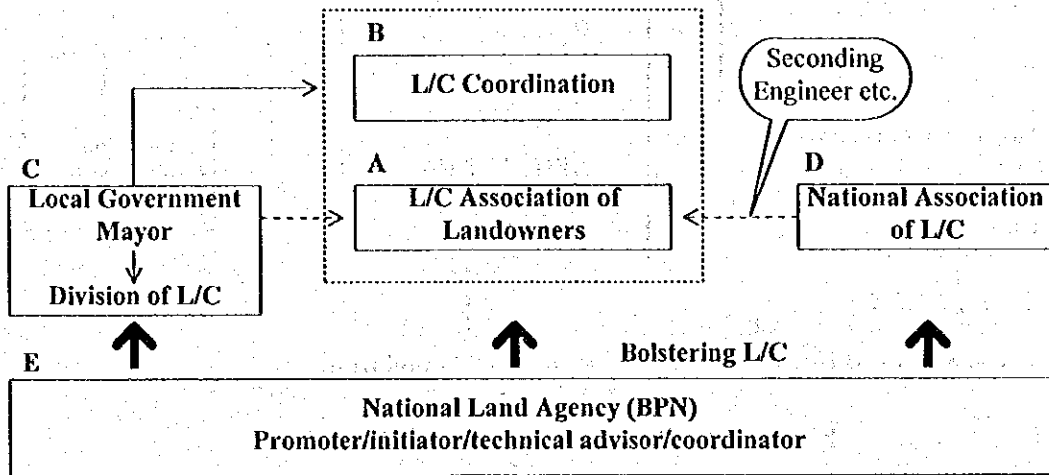 B
L/C Coordination
Seconding
Engineer etc.
A
L/C Association of
Landowners
C
Local Government
Mayor
Division of L/C
D
National Association
of L/C
Bolstering L/C
E
National Land Agency (BPN)
Promoter/initiator/technical advisor/coordinator